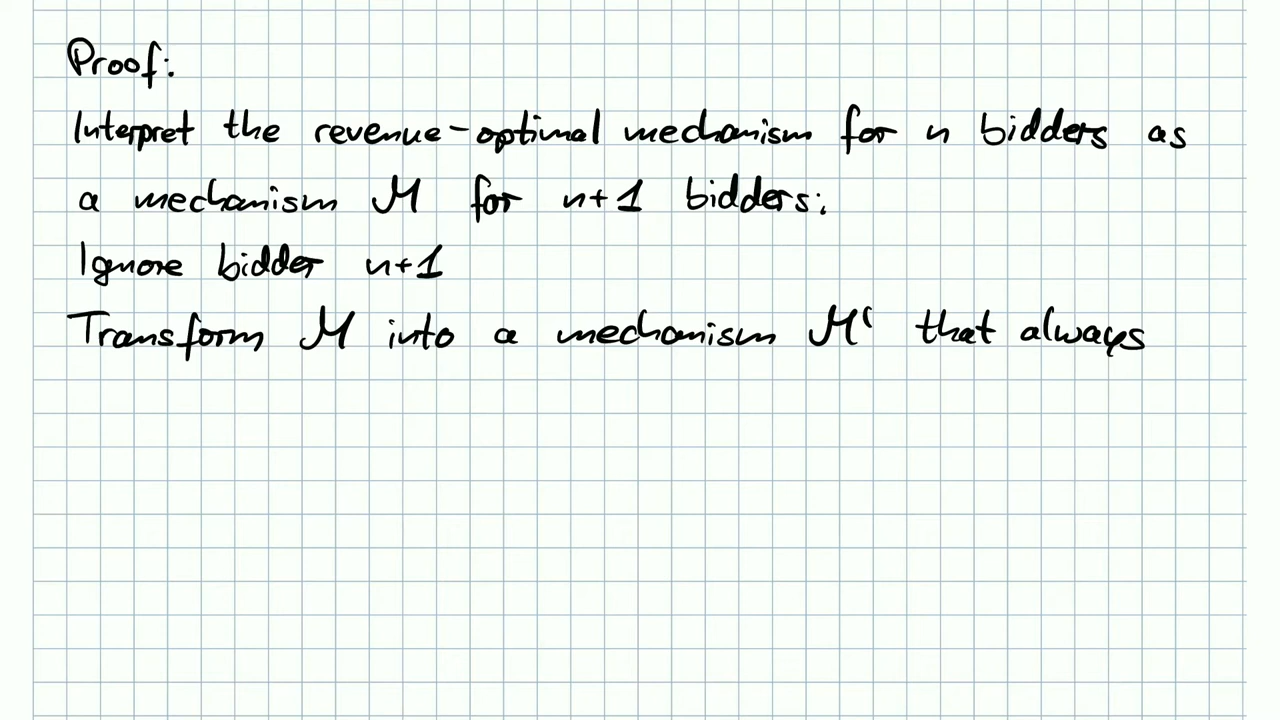 Proof:
Interpret the revenue-optimal mechanism for n bidders as
a mechanism M for n+1 bidders:
Ignore bidder n+1
Transform M into a mechanism M' that always